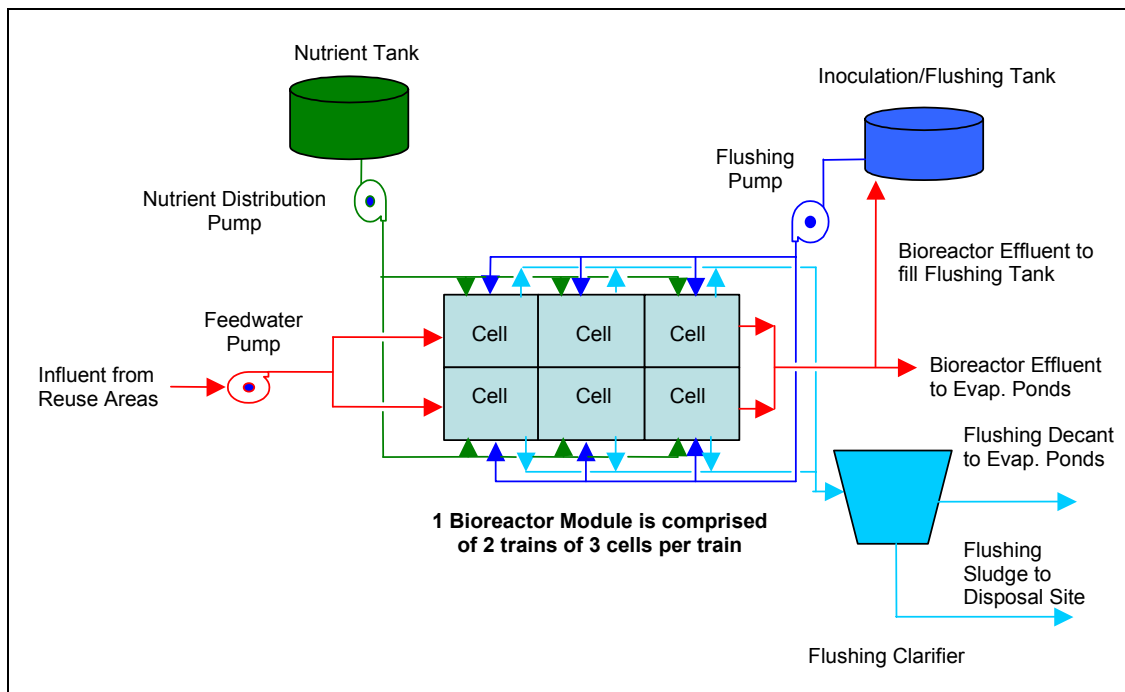 Nutrient Tank
Inoculation/Flushing Tank
Flushing
Pump
Nutrient Distribution
Pump
Bioreactor Effluent to
fill Flushing Tank
Feedwater
Pump
Cell
Cell
Cell
Influent from
Reuse Areas
Bioreactor Effluent
to Evap. Ponds
Cell
Cell
Cell
Flushing Decant
to Evap. Ponds
1 Bioreactor Module is comprised
of 2 trains of 3 cells per train
Flushing
Sludge to
Disposal Site
Flushing Clarifier